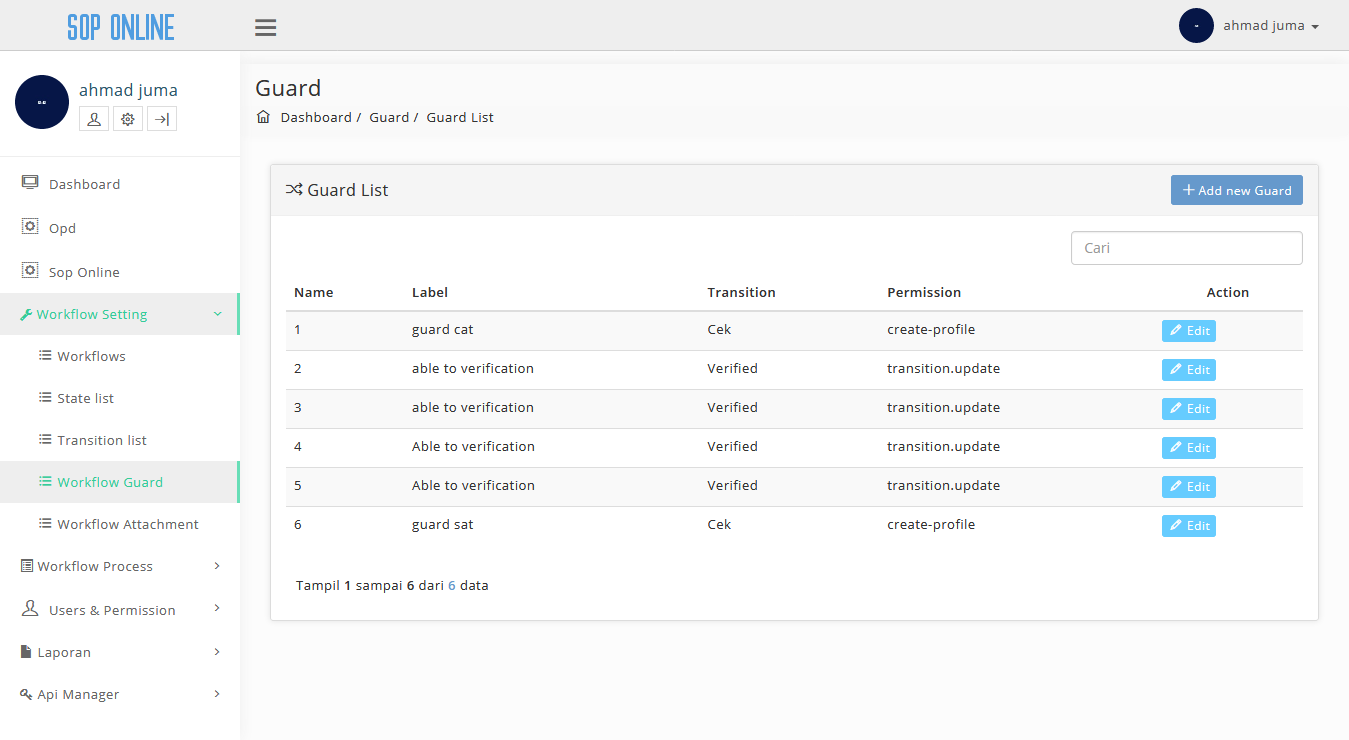 SOP ONLINE
ahmad juma
ahmad juma
Dashboard
Opd
Sop Online
Workflow Setting
Workflows
State list
Transition list
Workflow Guard
Workflow Attachment
Workflow Process
Users & Permission
Laporan
Api Manager
Guard
Dashboard / Guard / Guard List
Guard List
Add new Guard
Cari
Name Label Transition Permission Action
1 guard cat Cek create-profile Edit
2 able to verification Verified transition.update Edit
3 able to verification Verified transition.update Edit
4 Able to verification Verified transition.update Edit
5 Able to verification Verified transition.update Edit
6 guard sat Cek create-profile Edit
Tampil 1 sampai 6 dari 6 data